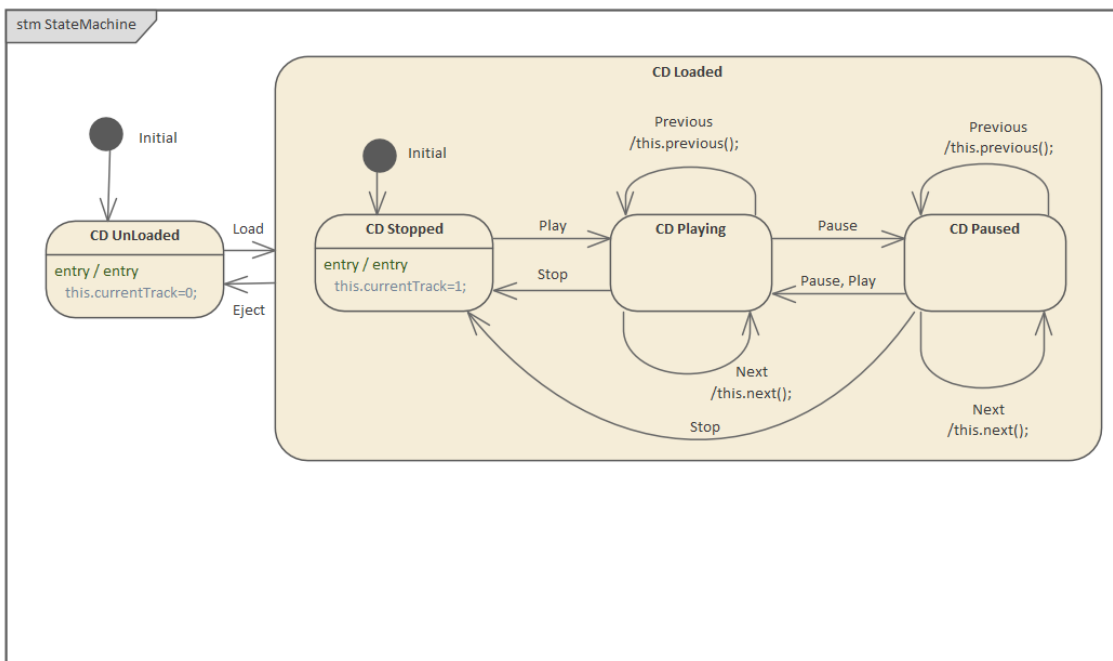 stm StateMachine
CD Loaded
Initial
Initial
Previous
/this.previous();
Previous
/this.previous();
CD UnLoaded
entry / entry
this.currentTrack=0;
Load
Eject
CD Stopped
entry / entry
this.currentTrack=1;
Play
Stop
CD Playing
Pause
Pause, Play
CD Paused
Next
/this.next();
Next
/this.next();
Stop